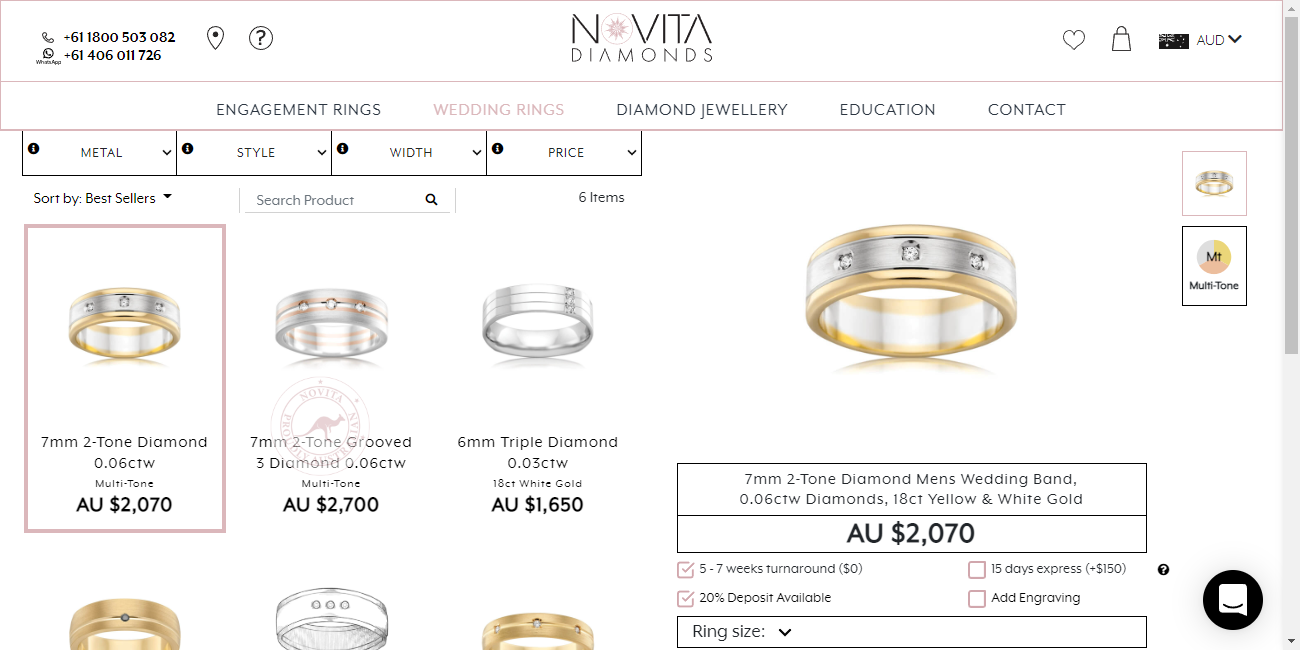 +61 1800 503 082
WhatsApp
+61 406 011 726
?
NOVITA
DIAMONDS
AUD
ENGAGEMENT RINGS
WEDDING RINGS
DIAMOND JEWELLERY
EDUCATION
CONTACT
METAL
STYLE
WIDTH
PRICE
Sort by: Best Sellers
Search Product
6 Items
7mm 2-Tone Diamond
0.06ctw
Multi-Tone
AU $2,070
7mm 2-Tone Grooved
3 Diamond 0.06ctw
Multi-Tone
AU $2,700
NOVITA
PROUDLY AUSTRALIAN
6mm Triple Diamond
0.03ctw
18ct White Gold
AU $1,650
Mt
Multi-Tone
7mm 2-Tone Diamond Mens Wedding Band,
0.06ctw Diamonds, 18ct Yellow & White Gold
AU $2,070
5 - 7 weeks turnaround ($0)
15 days express (+$150)
?
20% Deposit Available
Add Engraving
Ring size: